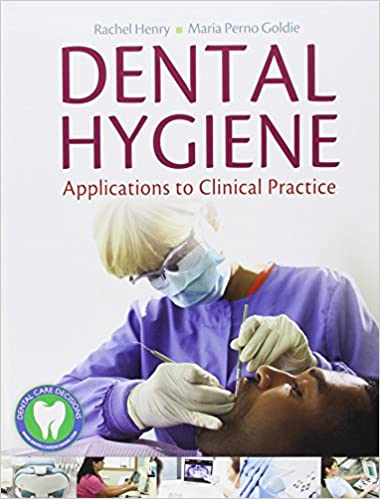 Rachel Henry ■ Maria Perno Goldie
DENTAL
HYGIENE
Applications to Clinical Practice
DENTAL CARE DECISIONS